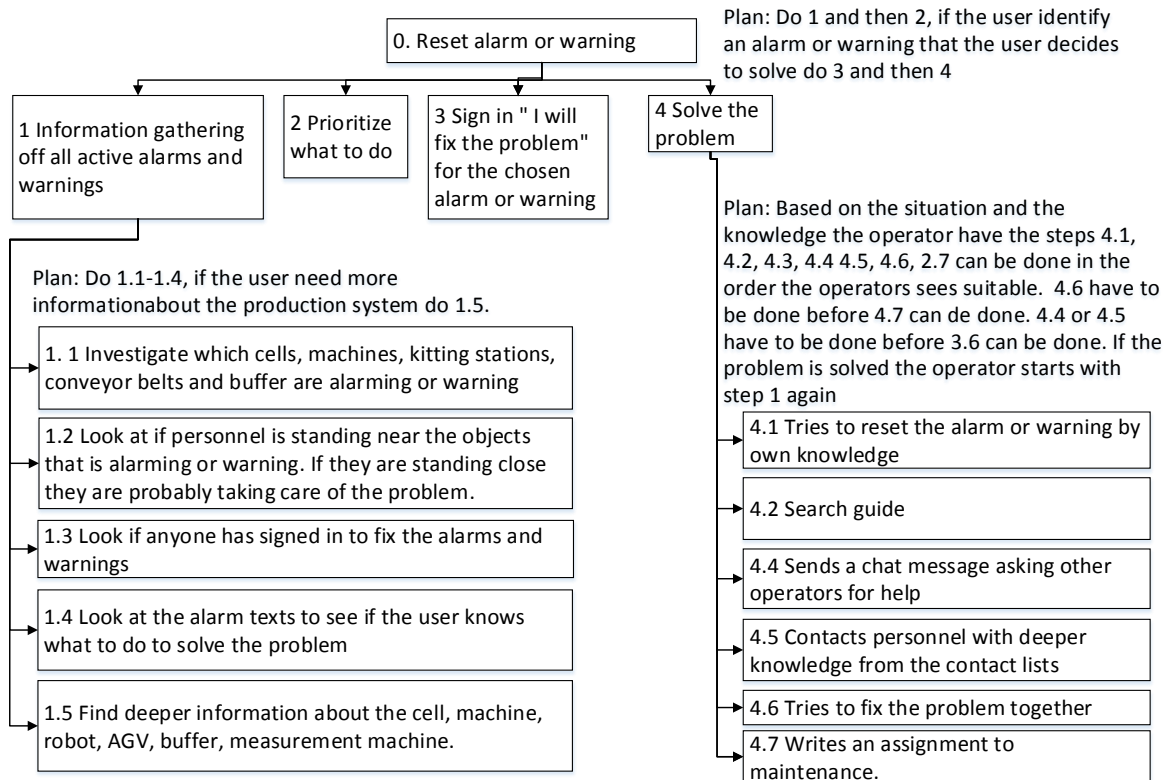 0. Reset alarm or warning
Plan: Do 1 and then 2, if the user identify
an alarm or warning that the user decides
to solve do 3 and then 4
1 Information gathering
off all active alarms and
warnings
2 Prioritize
what to do
3 Sign in " I will
fix the problem"
for the chosen
alarm or warning
4 Solve the
problem
Plan: Do 1.1-1.4, if the user need more
informationabout the production system do 1.5.
1. 1 Investigate which cells, machines, kitting stations,
conveyor belts and buffer are alarming or warning
1.2 Look at if personnel is standing near the objects
that is alarming or warning. If they are standing close
they are probably taking care of the problem.
1.3 Look if anyone has signed in to fix the alarms and
warnings
1.4 Look at the alarm texts to see if the user knows
what to do to solve the problem
1.5 Find deeper information about the cell, machine,
robot, AGV, buffer, measurement machine.
Plan: Based on the situation and the
knowledge the operator have the steps 4.1,
4.2, 4.3, 4.4 4.5, 4.6, 2.7 can be done in the
order the operators sees suitable.  4.6 have to
be done before 4.7 can de done. 4.4 or 4.5
have to be done before 3.6 can be done. If the
problem is solved the operator starts with
step 1 again
4.1 Tries to reset the alarm or warning by
own knowledge
4.2 Search guide
4.4 Sends a chat message asking other
operators for help
4.5 Contacts personnel with deeper
knowledge from the contact lists
4.6 Tries to fix the problem together
4.7 Writes an assignment to
maintenance.